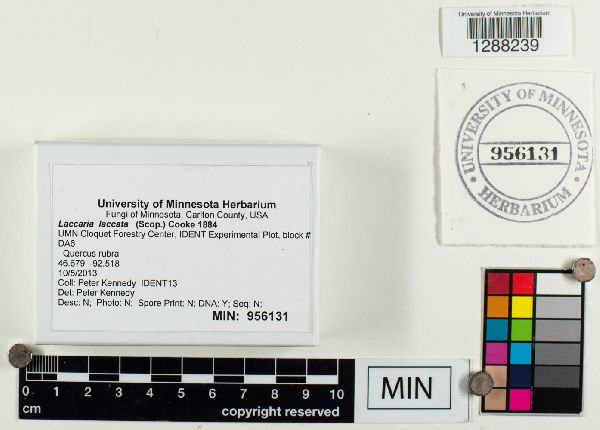 University of Minnesota Herbarium
1288239
UNIVERSITY OF MINNESOTA
956131
HERBARIUM
University of Minnesota Herbarium
Fungi of Minnesota, Carlton County, USA
Laccaria laccata (Scop.) Cooke 1884
UMN Cloquet Forestry Center, IDENT Experimental Plot, block #
DA6
Quercus rubra
46.679 -92.518
10/5/2013
Coll: Peter Kennedy IDENT13
Det: Peter Kennedy
Desc: N; Photo: N; Spore Print: N; DNA: Y; Seq: N;
MIN: 956131
0 1 2 3 4 5 6 7 8 9 10
cm
copyright reserved
MIN